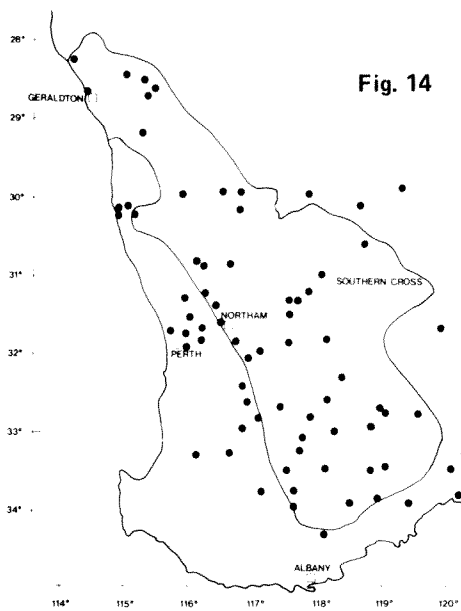 Fig. 14
28°
GERALDTON
29°
30°
31°
SOUTHERN CROSS
NORTHAM
32°
PERTH
33°
34°
ALBANY
114° 115° 116° 117° 118° 119° 120°